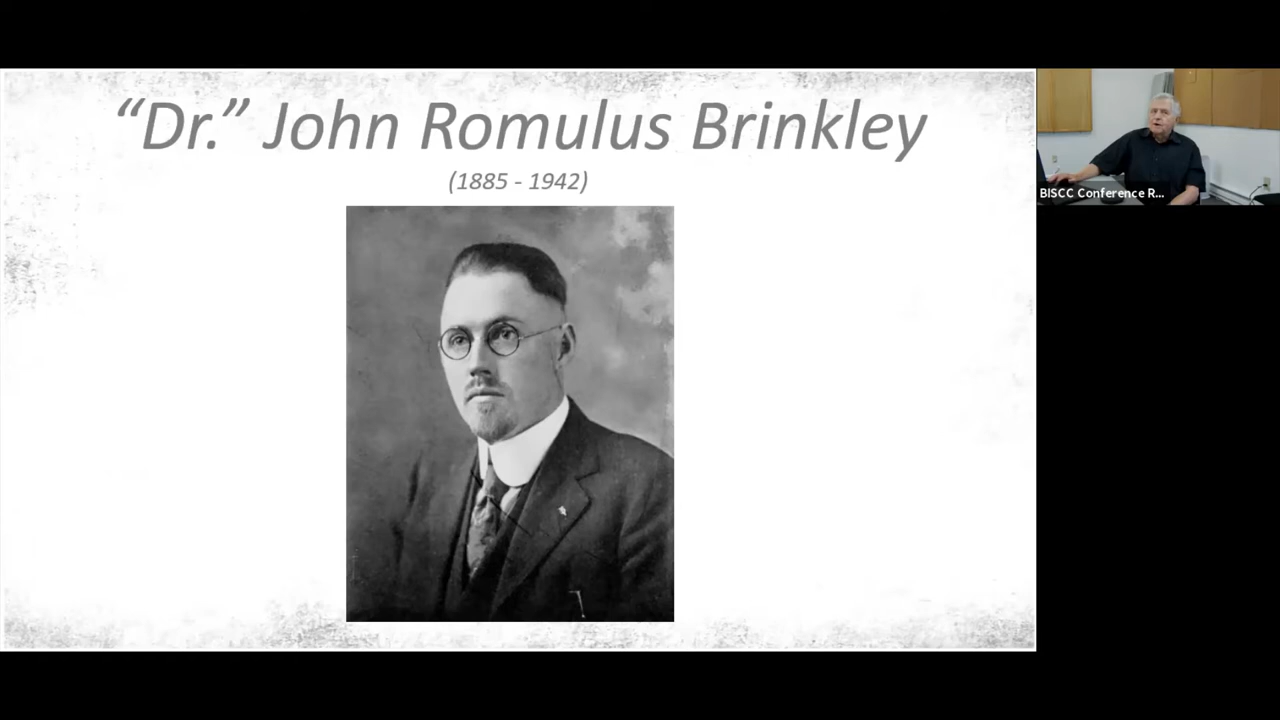 “Dr.” John Romulus Brinkley
(1885 - 1942)
BISCC Conference R...